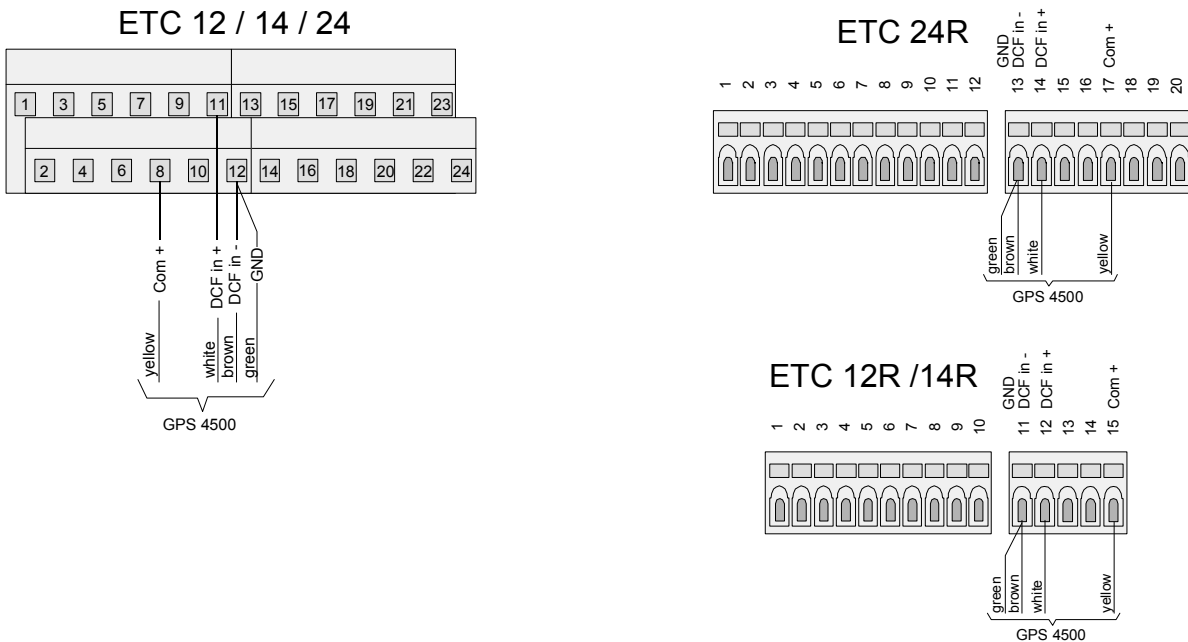 ETC 12 / 14 / 24
1 3 5 7 9 11 13 15 17 19 21 23
2 4 6 8 10 12 14 16 18 20 22 24
Com +
DCF in +
DCF in -
GND
yellow
white
brown
green
GPS 4500
ETC 24R
GND
DCF in -
DCF in +
Com +
1 2 3 4 5 6 7 8 9 10 11 12 13 14 15 16 17 18 19 20
green
brown
white
yellow
GPS 4500
ETC 12R /14R
GND
DCF in -
DCF in +
Com +
1 2 3 4 5 6 7 8 9 10 11 12 13 14 15
green
brown
white
yellow
GPS 4500